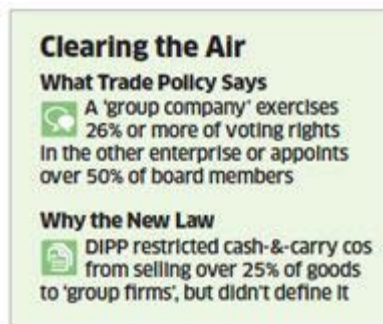 Clearing the Air
What Trade Policy Says
A 'group company' exercises
26% or more of voting rights
in the other enterprise or appoints
over 50% of board members
Why the New Law
DIPP restricted cash-&-carry cos
from selling over 25% of goods
to 'group firms', but didn't define it